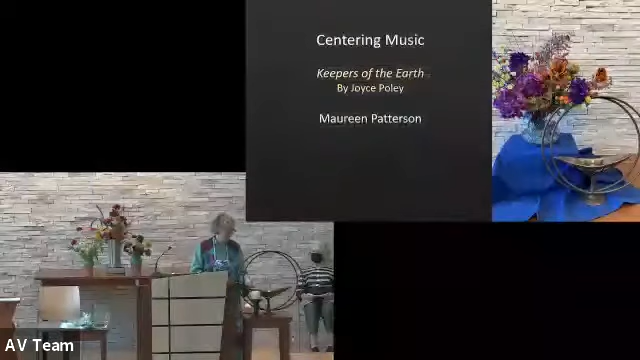 Centering Music
Keepers of the Earth
By Joyce Poley
Maureen Patterson
AV Team